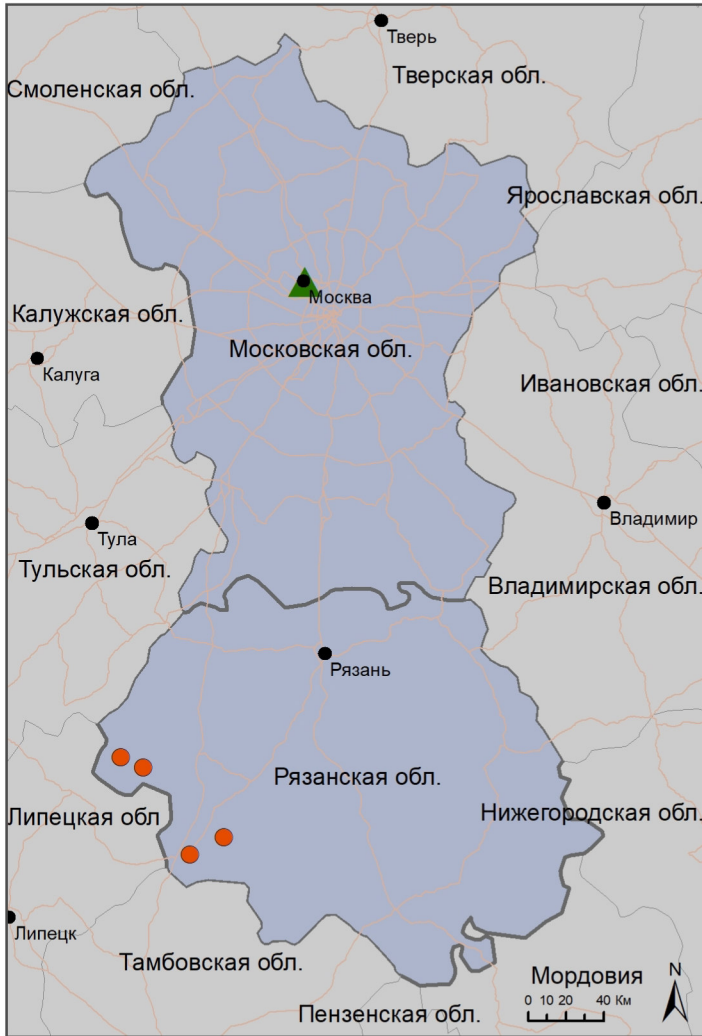 Тверь
Тверская обл.
Смоленская обл.
Ярославская обл.
Москва
Калужская обл.
Московская обл.
Калуга
Ивановская обл.
Владимир
Тула
Тульская обл.
Владимирская обл.
Рязань
Рязанская обл.
Липецкая обл
Нижегородская обл.
Липецк
Тамбовская обл.
Мордовия
N
0 10 20 40 Км
Пензенская обл.